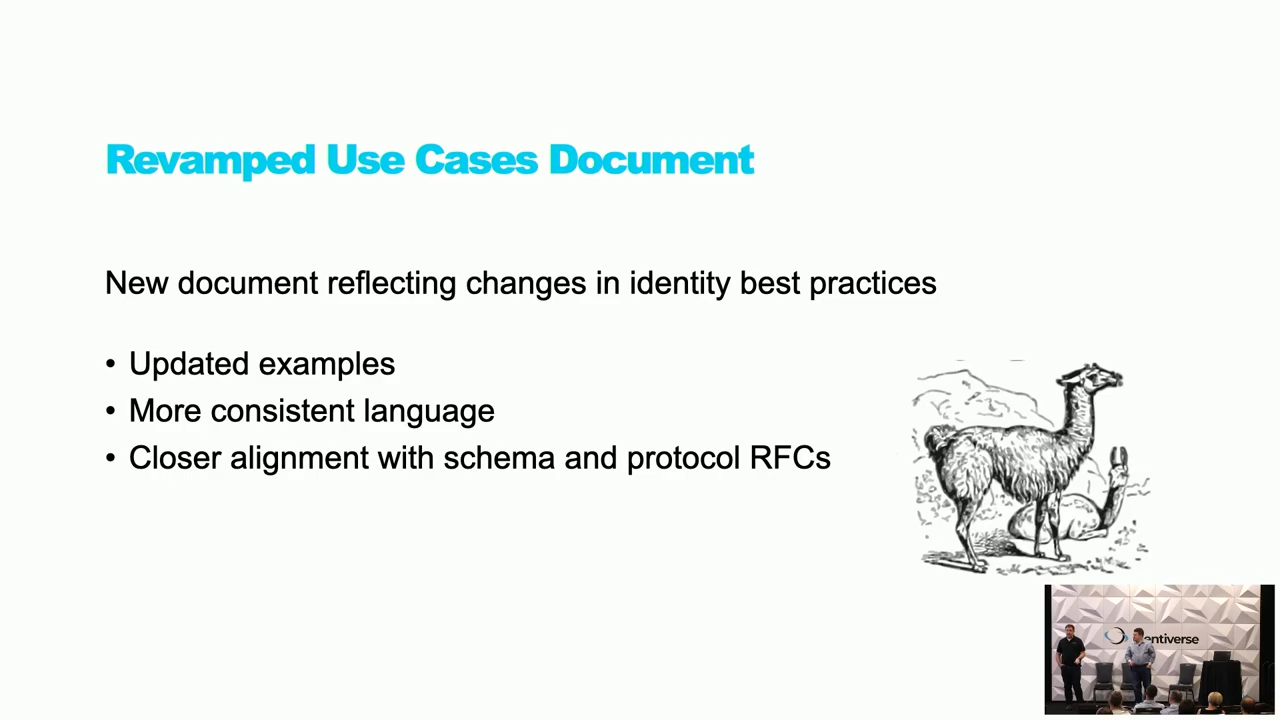 Revamped Use Cases Document
New document reflecting changes in identity best practices
• Updated examples
• More consistent language
• Closer alignment with schema and protocol RFCs
entiverse